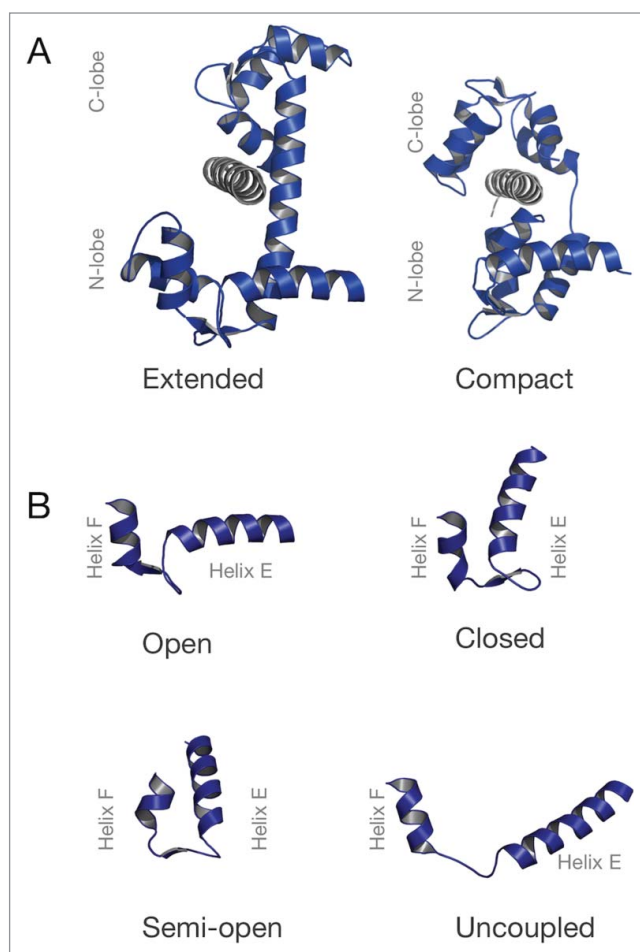 A
C-lobe
N-lobe
Extended
C-lobe
N-lobe
Compact
B
Helix F
Helix E
Open
Helix F
Helix E
Closed
Helix F
Helix E
Semi-open
Helix F
Helix E
Uncoupled